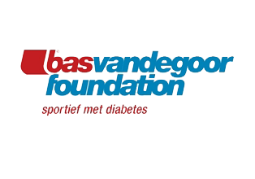 basvandegoor
foundation
sportief met diabetes